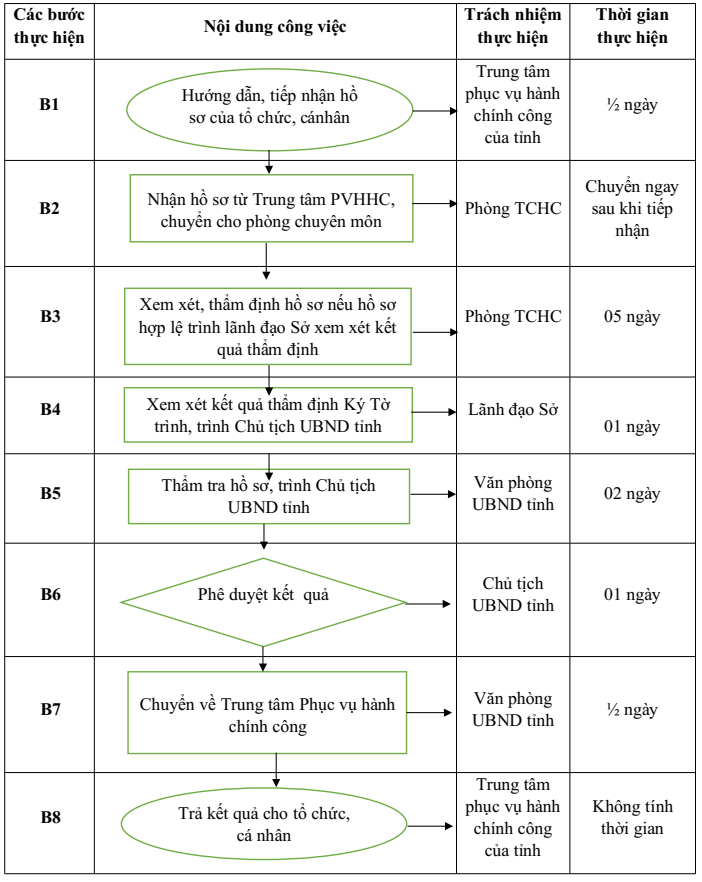 Các bước
thực hiện
Nội dung công việc
Trách nhiệm
thực hiện
Thời gian
thực hiện
B1
Hướng dẫn, tiếp nhận hồ
sơ của tổ chức, cánhân
Trung tâm
phục vụ hành
chính công
của tỉnh
½ ngày
B2
Nhận hồ sơ từ Trung tâm PVHHC,
chuyển cho phòng chuyên môn
Phòng TCHC
Chuyển ngay
sau khi tiếp
nhận
B3
Xem xét, thẩm định hồ sơ nếu hồ sơ
hợp lệ trình lãnh đạo Sở xem xét kết
quả thẩm định
Phòng TCHC
05 ngày
B4
Xem xét kết quả thẩm định Ký Tờ
trình, trình Chủ tịch UBND tỉnh
Lãnh đạo Sở
01 ngày
B5
Thẩm tra hồ sơ, trình Chủ tịch
UBND tỉnh
Văn phòng
UBND tỉnh
02 ngày
B6
Phê duyệt kết quả
Chủ tịch
UBND tỉnh
01 ngày
B7
Chuyển về Trung tâm Phục vụ hành
chính công
Văn phòng
UBND tỉnh
½ ngày
B8
Trả kết quả cho tổ chức,
cá nhân
Trung tâm
phục vụ hành
chính công
của tỉnh
Không tính
thời gian